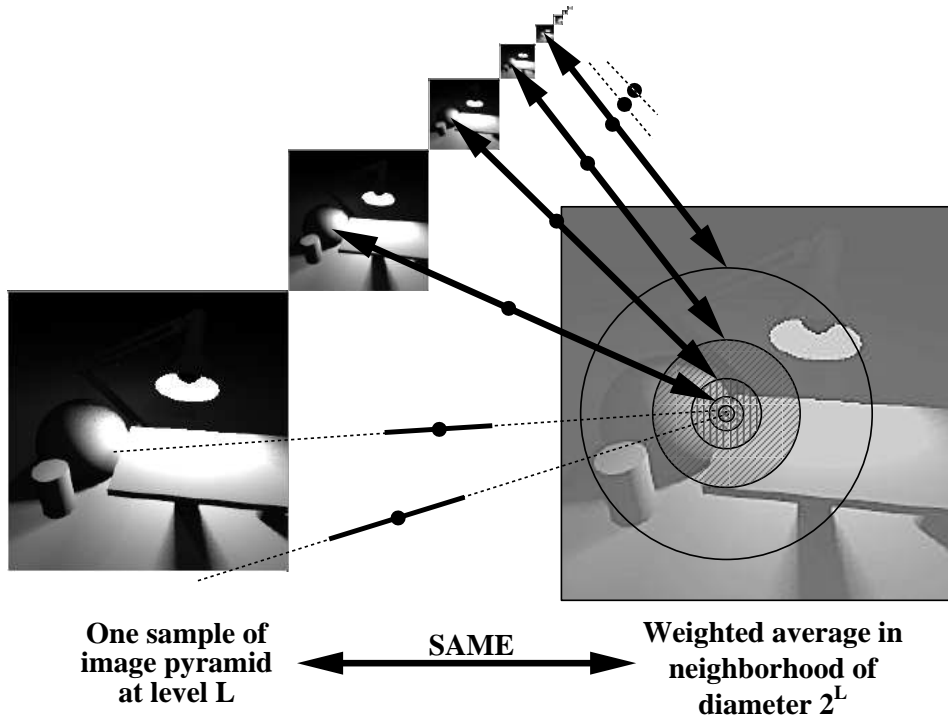 One sample of
image pyramid
at level L
SAME
Weighted average in
neighborhood of
diameter 2^L